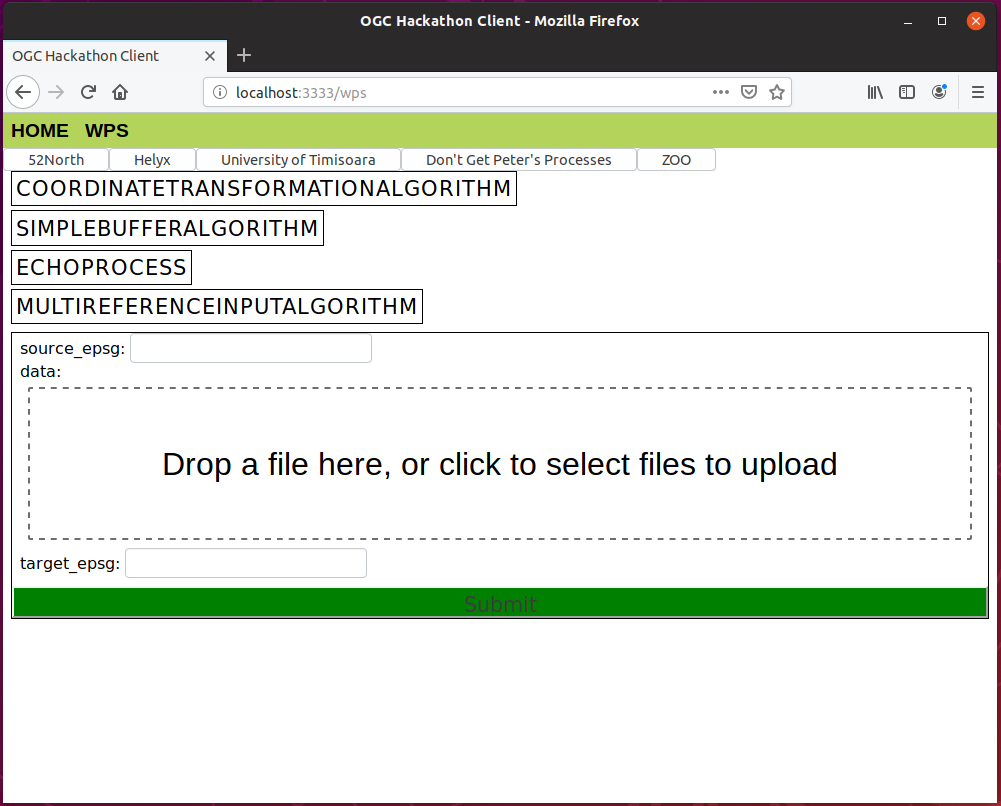 OGC Hackathon Client - Mozilla Firefox
OGC Hackathon Client
localhost:3333/wps
HOME WPS
52North Helyx University of Timisoara Don't Get Peter's Processes ZOO
COORDINATETRANSFORMATIONALGORITHM
SIMPLEBUFFERALGORITHM
ECHOPROCESS
MULTIREFERENCEINPUTALGORITHM
source_epsg:
data:
Drop a file here, or click to select files to upload
target_epsg:
Submit